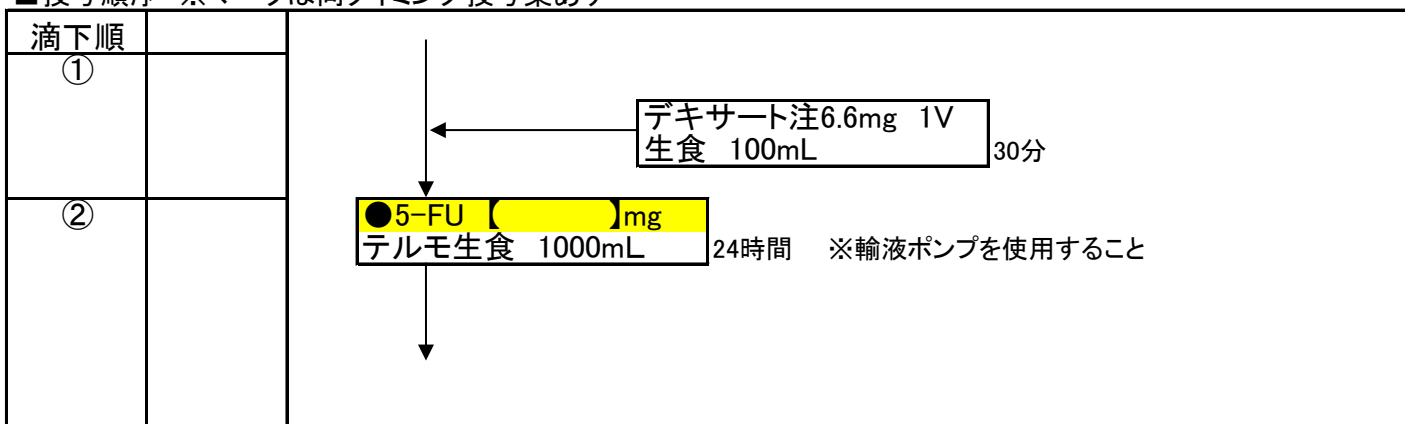 滴下順
①
デキサート注6.6mg 1V
生食 100mL
30分
②
●5-FU 【 】mg
テルモ生食 1000mL
24時間 ※輸液ポンプを使用すること